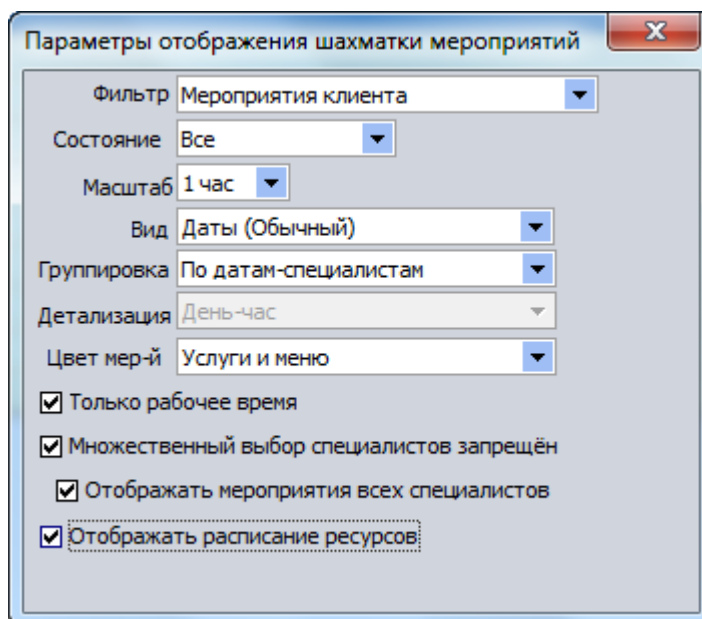 Параметры отображения шахматки мероприятий
Фильтр Мероприятия клиента
Состояние Все
Масштаб 1 час
Вид Даты (Обычный)
Группировка По датам-специалистам
Детализация День-час
Цвет мер-й Услуги и меню
Только рабочее время
Множественный выбор специалистов запрещён
Отображать мероприятия всех специалистов
Отображать расписание ресурсов